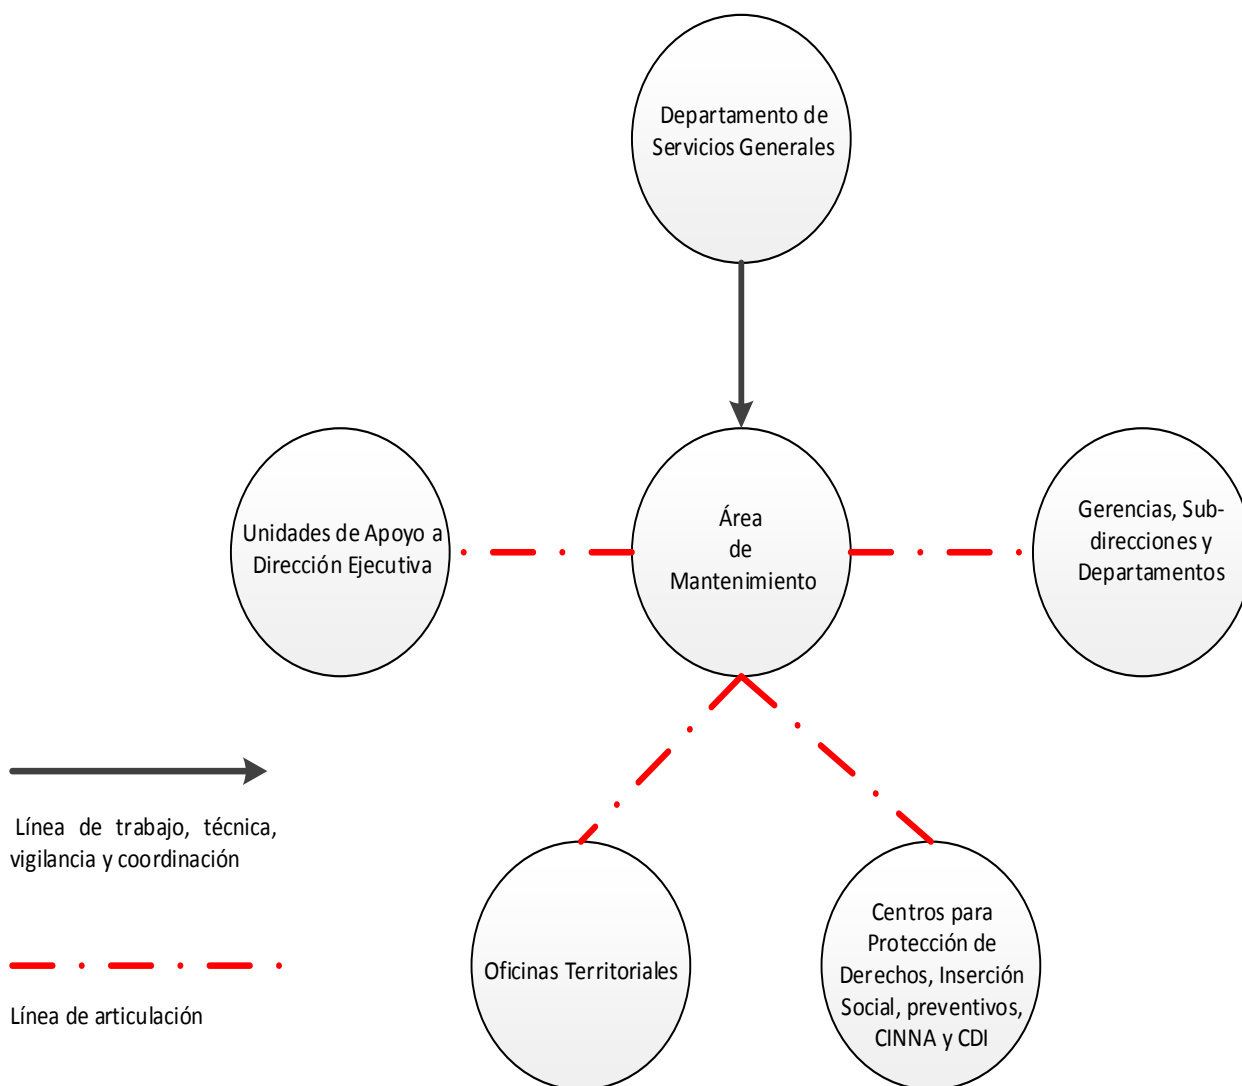 Departamento de
Servicios Generales
Unidades de Apoyo a
Dirección Ejecutiva
Área
de
Mantenimiento
Gerencias, Sub-
direcciones y
Departamentos
Línea de trabajo, técnica,
vigilancia y coordinación
Oficinas Territoriales
Centros para
Protección de
Derechos, Inserción
Social, preventivos,
CINNA y CDI
Línea de articulación